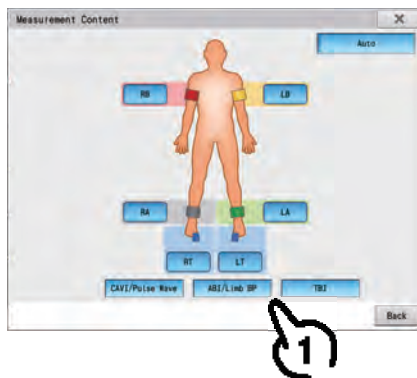 Measurement Content X
Auto
RB LB
RA LA
RT LT
CAVI/Pulse Wave ABI/Limb BP TBI
Back
1